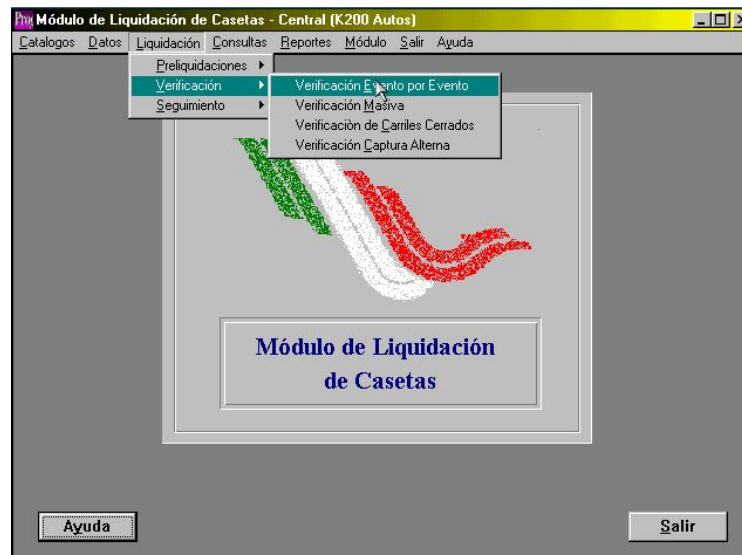 Módulo de Liquidación de Casetas - Central (K200 Autos)
Catalogos Datos Liquidación Consultas Reportes Módulo Salir Ayuda
Preliquidaciones
Verificación
Seguimiento
Verificación Evento por Evento
Verificación Masiva
Verificaciòn de Carriles Cerrados
Verificación Captura Alterna
Módulo de Liquidación
de Casetas
Ayuda
Salir